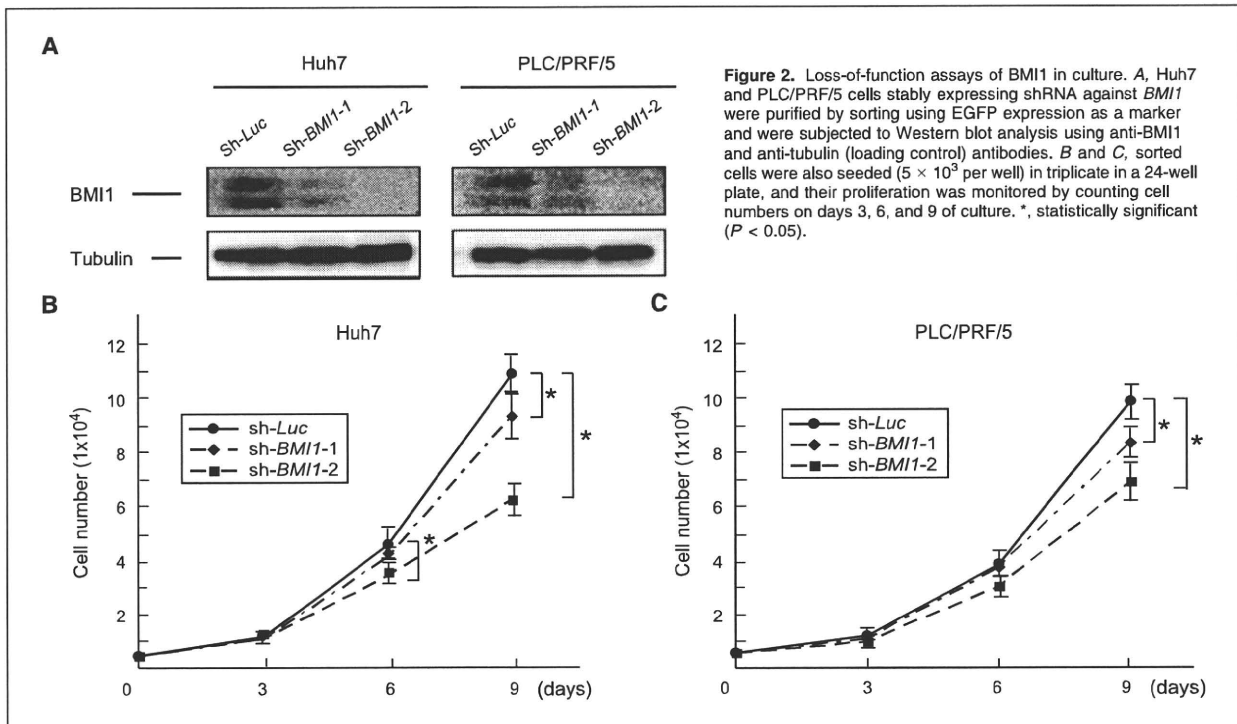 A
Huh7
PLC/PRF/5
Sh-Luc
Sh-BMI1-1
Sh-BMI1-2
Sh-Luc
Sh-BMI1-1
Sh-BMI1-2
BMI1
Tubulin
Figure 2. Loss-of-function assays of BMI1 in culture. A, Huh7
and PLC/PRF/5 cells stably expressing shRNA against BMI1
were purified by sorting using EGFP expression as a marker
and were subjected to Western blot analysis using anti-BMI1
and anti-tubulin (loading control) antibodies. B and C, sorted
cells were also seeded (5 × 10³ per well) in triplicate in a 24-well
plate, and their proliferation was monitored by counting cell
numbers on days 3, 6, and 9 of culture. *, statistically significant
(P < 0.05).
B
Huh7
Cell number (1x10⁴)
12
10
8
6
4
2
sh-Luc
sh-BMI1-1
sh-BMI1-2
*
*
*
0 3 6 9 (days)
C
PLC/PRF/5
Cell number (1x10⁴)
12
10
8
6
4
2
sh-Luc
sh-BMI1-1
sh-BMI1-2
*
*
0 3 6 9 (days)